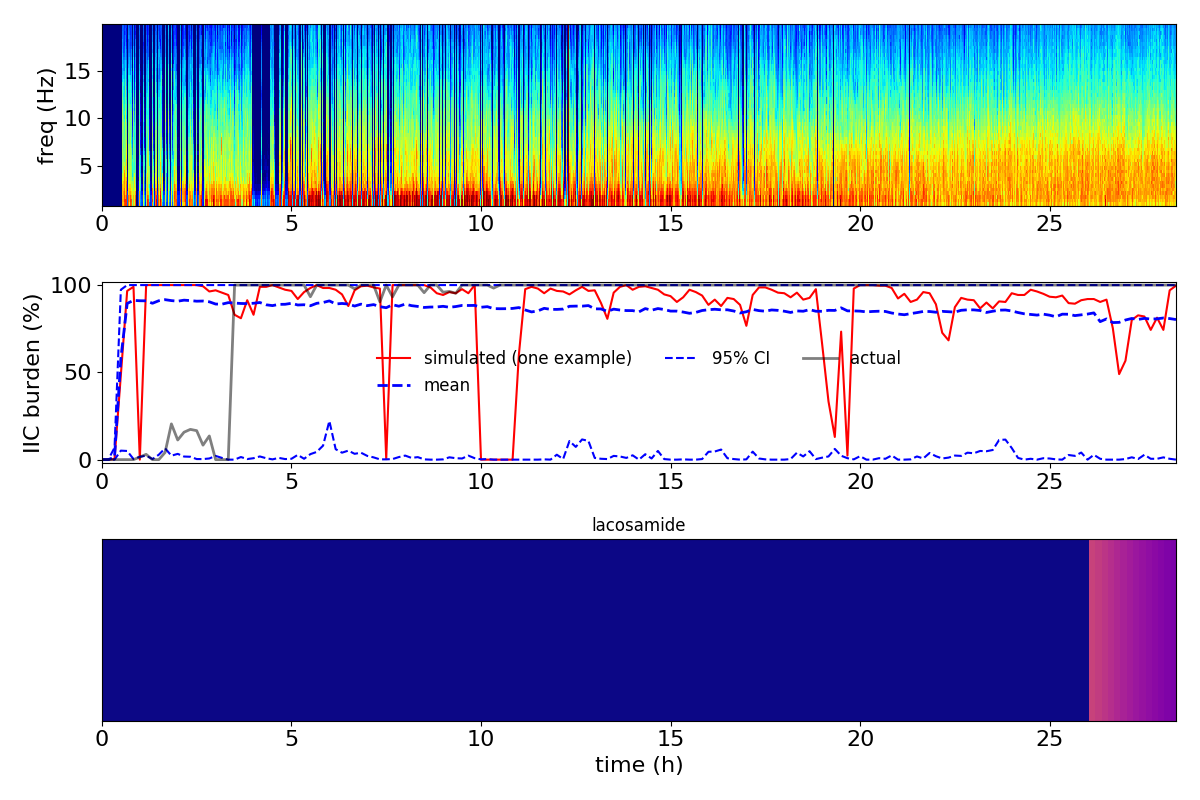 15
10
5
freq (Hz)
0 5 10 15 20 25
100
50
0
IIC burden (%)
simulated (one example) 95% CI actual
mean
0 5 10 15 20 25
lacosamide
0 5 10 15 20 25
time (h)